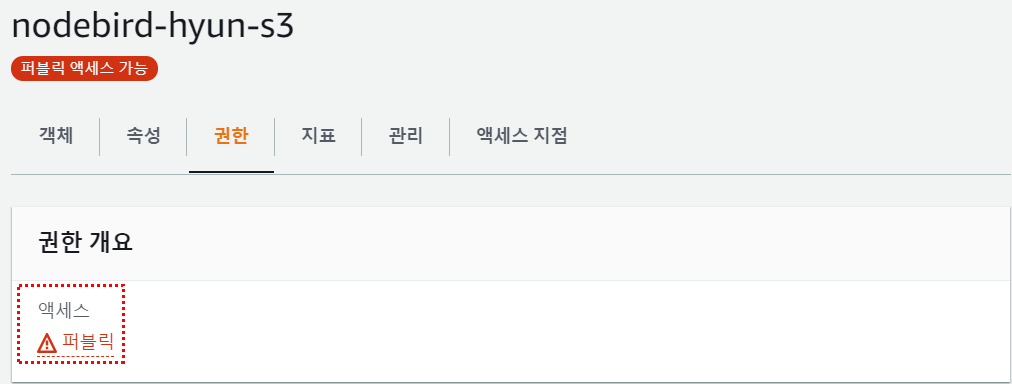 nodebird-hyun-s3
퍼블릭 액세스 가능
객체 속성 권한 지표 관리 액세스 지점
권한 개요
액세스
퍼블릭